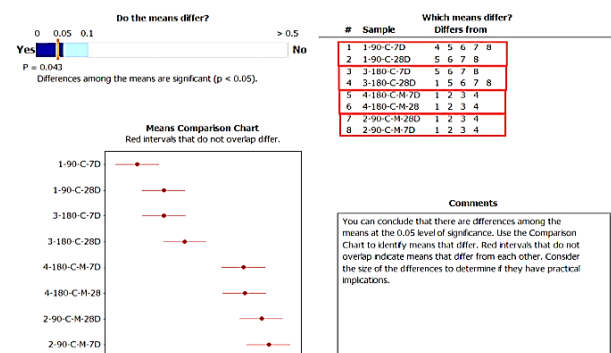 Do the means differ?
0 0.05 0.1 > 0.5
Yes No
P = 0.043
Differences among the means are signficant (p < 0.05).
Which means differ?
# Sample Differs from
1 1-90-C-7D 4 5 6 7 8
2 1-90-C-28D 5 6 7 8
3 3-180-C-7D 5 6 7 8
4 3-180-C-28D 1 5 6 7 8
5 4-180-C-M-7D 1 2 3 4
6 4-180-C-M-28 1 2 3 4
7 2-90-C-M-28D 1 2 3 4
8 2-90-C-M-7D 1 2 3 4
Means Comparison Chart
Red intervals that do not overlap differ.
1-90-C-7D
1-90-C-28D
3-180-C-7D
3-180-C-28D
4-180-C-M-7D
4-180-C-M-28
2-90-C-M-28D
2-90-C-M-7D
Comments
You can conclude that there are differences among the
means at the 0.05 level of significance. Use the Comparison
Chart to identify means that differ. Red intervals that do not
overlap indicate means that differ from each other. Consider
the size of the differences to determine if they have practical
implications.